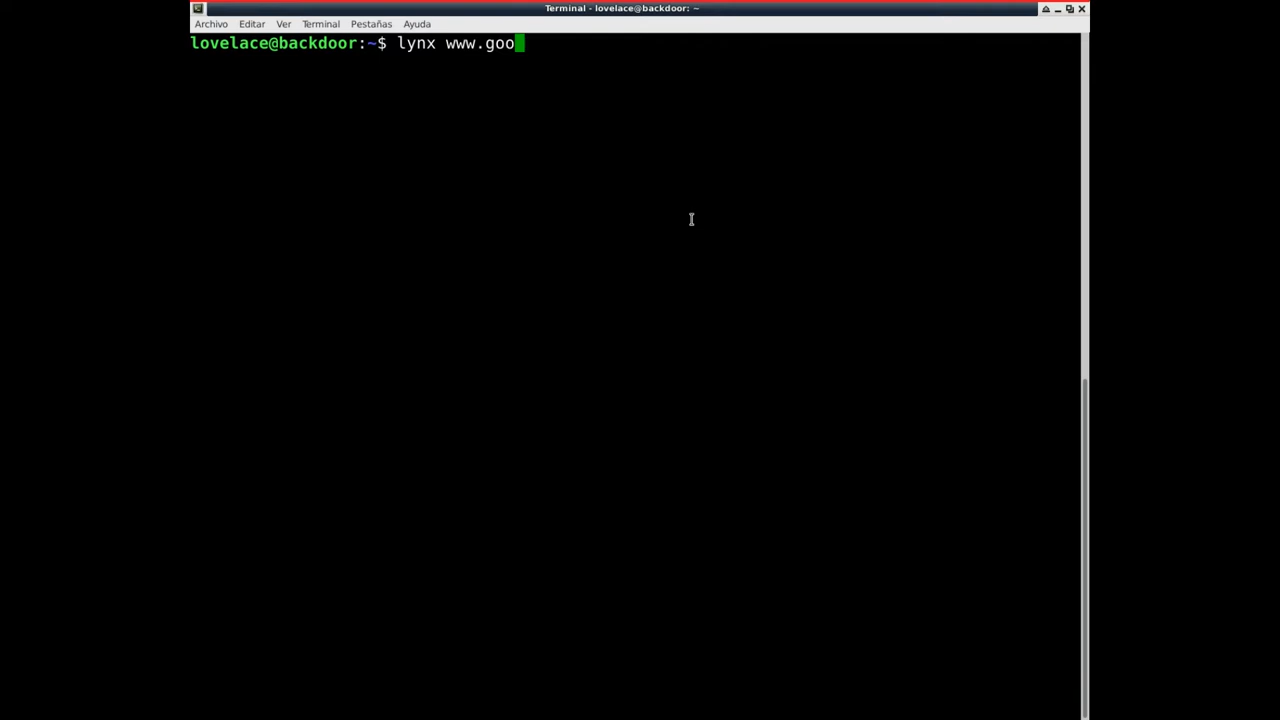 Terminal - lovelace@backdoor: ~
Archivo Editar Ver Terminal Pestañas Ayuda
lovelace@backdoor:~$ lynx www.goo